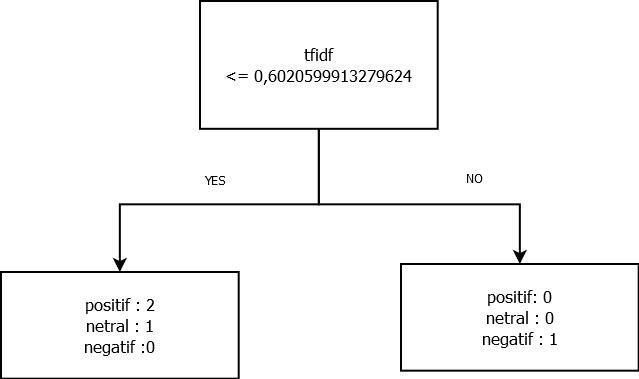 tfidf
<= 0,6020599913279624
YES
NO
positif : 2
netral : 1
negatif :0
positif: 0
netral : 0
negatif : 1